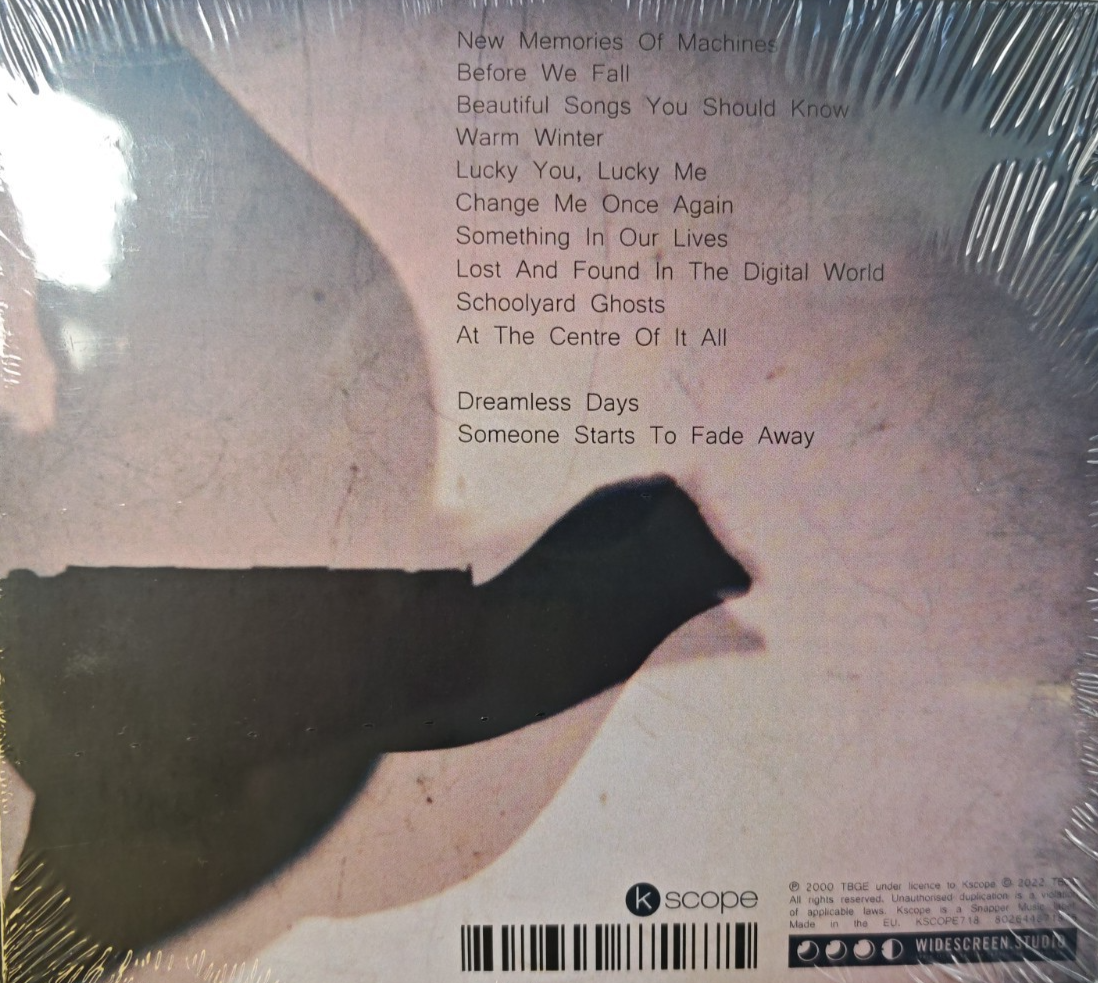 New Memories Of Machines
Before We Fall
Beautiful Songs You Should Know
Warm Winter
Lucky You, Lucky Me
Change Me Once Again
Something In Our Lives
Lost And Found In The Digital World
Schoolyard Ghosts
At The Centre Of It All
Dreamless Days
Someone Starts To Fade Away
k scope
℗ 2000 TBGE under licence to Kscope © 2022
All rights reserved. Unauthorised duplication is a
of applicable laws. Kscope is a Snapper Music
Made in the EU. KSCOPE718
WIDESCREEN.STUDIO